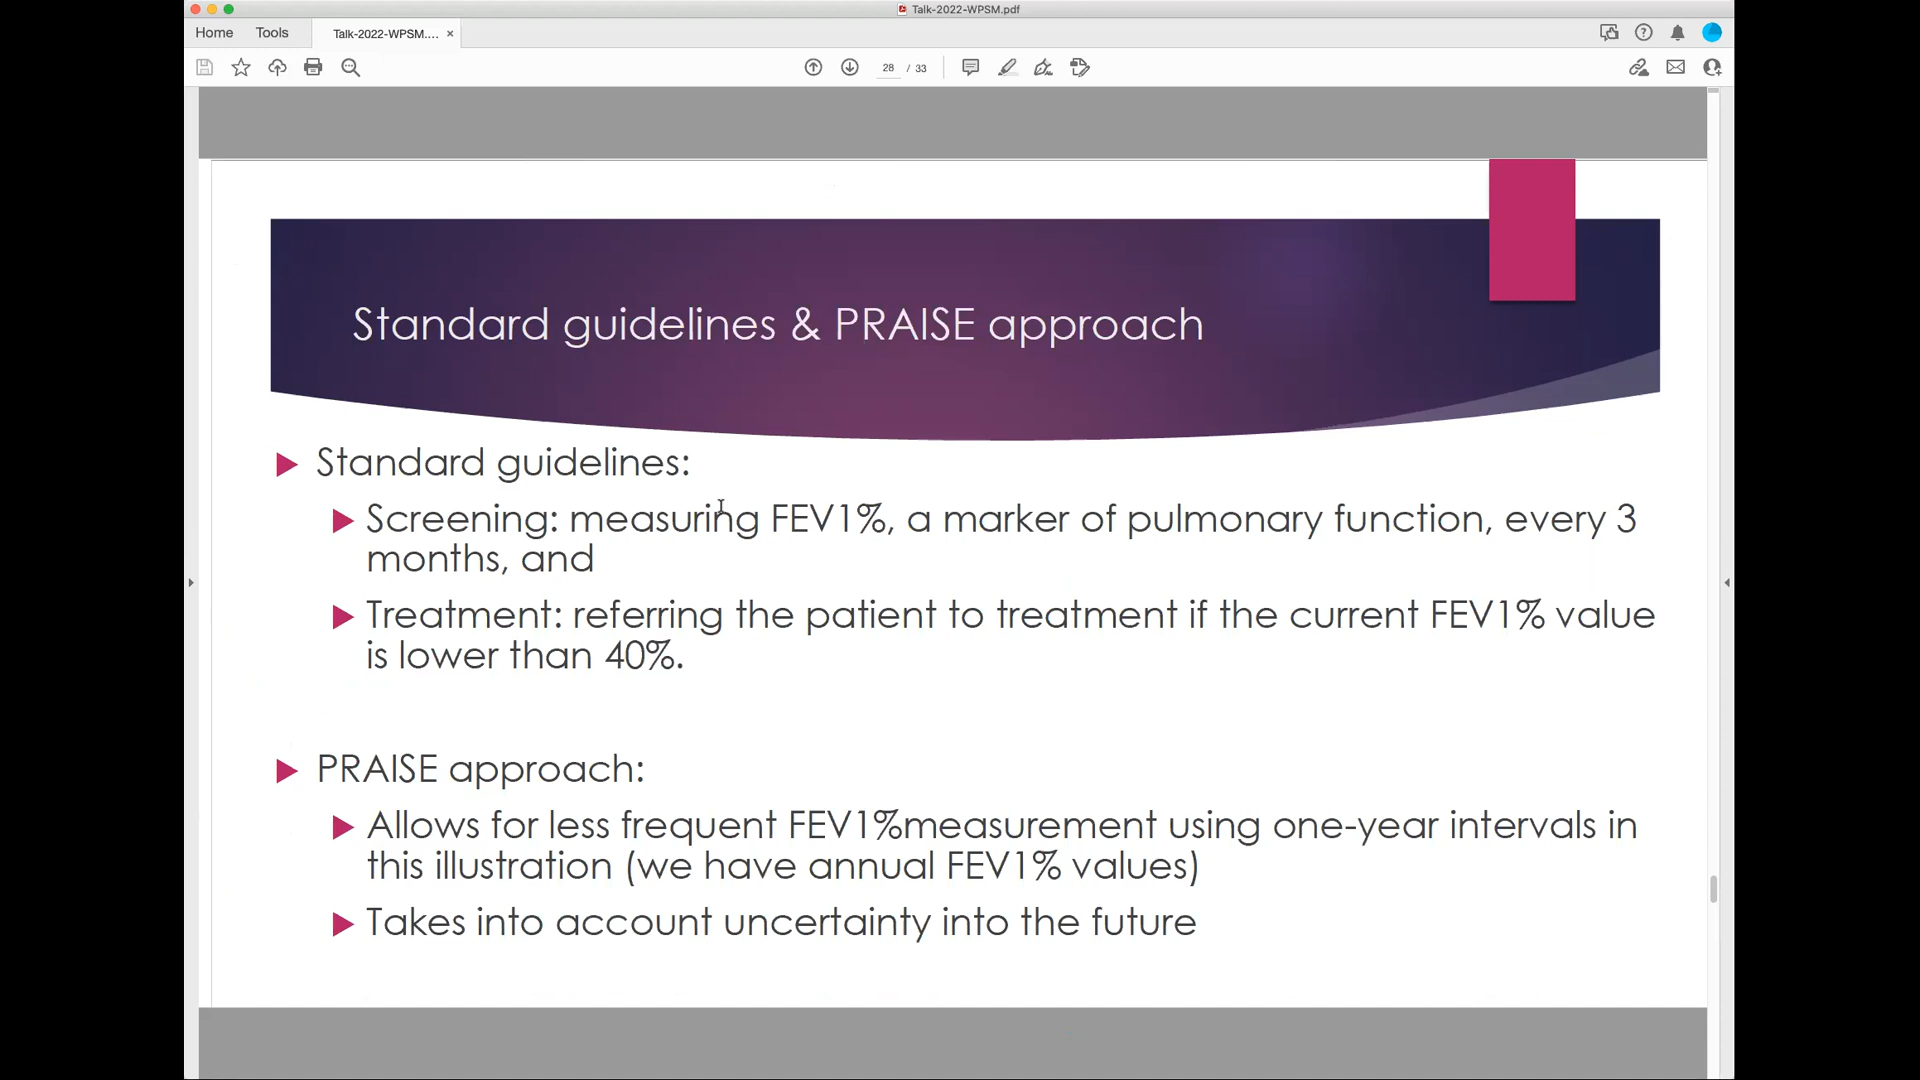 Talk-2022-WPSM.pdf
Home Tools Talk-2022-WPSM.... ×
28 / 33
Standard guidelines & PRAISE approach
Standard guidelines:
Screening: measuring FEV1%, a marker of pulmonary function, every 3
months, and
Treatment: referring the patient to treatment if the current FEV1% value
is lower than 40%.
PRAISE approach:
Allows for less frequent FEV1%measurement using one-year intervals in
this illustration (we have annual FEV1% values)
Takes into account uncertainty into the future